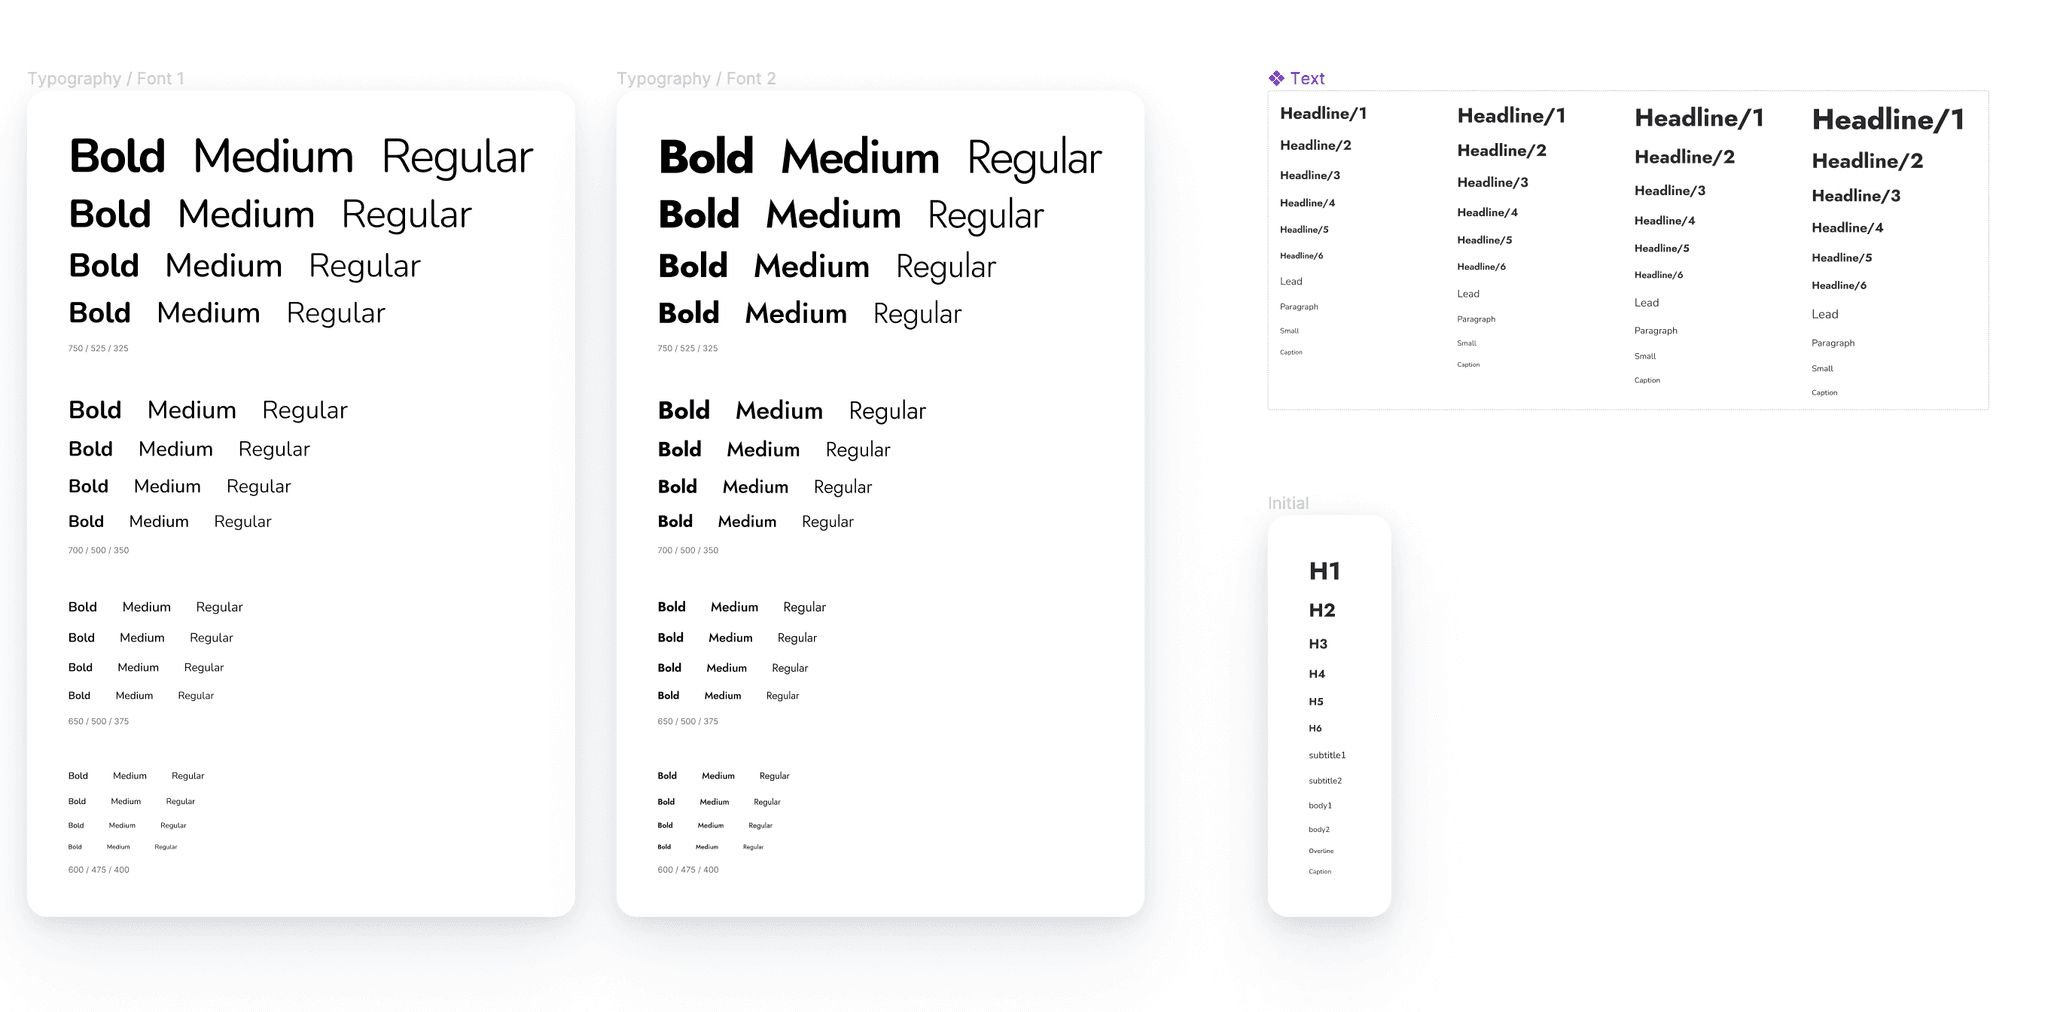 Typography / Font 1
Bold Medium Regular
Bold Medium Regular
Bold Medium Regular
Bold Medium Regular
750 / 525 / 325
Bold Medium Regular
Bold Medium Regular
Bold Medium Regular
Bold Medium Regular
700 / 500 / 350
Bold Medium Regular
Bold Medium Regular
Bold Medium Regular
Bold Medium Regular
650 / 500 / 375
Bold Medium Regular
Bold Medium Regular
Bold Medium Regular
Bold Medium Regular
600 / 475 / 400
Typography / Font 2
Bold Medium Regular
Bold Medium Regular
Bold Medium Regular
Bold Medium Regular
750 / 525 / 325
Bold Medium Regular
Bold Medium Regular
Bold Medium Regular
Bold Medium Regular
700 / 500 / 350
Bold Medium Regular
Bold Medium Regular
Bold Medium Regular
Bold Medium Regular
650 / 500 / 375
Bold Medium Regular
Bold Medium Regular
Bold Medium Regular
Bold Medium Regular
600 / 475 / 400
Text
Headline/1
Headline/2
Headline/3
Headline/4
Headline/5
Headline/6
Lead
Paragraph
Small
Caption
Headline/1
Headline/2
Headline/3
Headline/4
Headline/5
Headline/6
Lead
Paragraph
Small
Caption
Headline/1
Headline/2
Headline/3
Headline/4
Headline/5
Headline/6
Lead
Paragraph
Small
Caption
Headline/1
Headline/2
Headline/3
Headline/4
Headline/5
Headline/6
Lead
Paragraph
Small
Caption
Initial
H1
H2
H3
H4
H5
H6
subtitle1
subtitle2
body1
body2
Overline
Caption